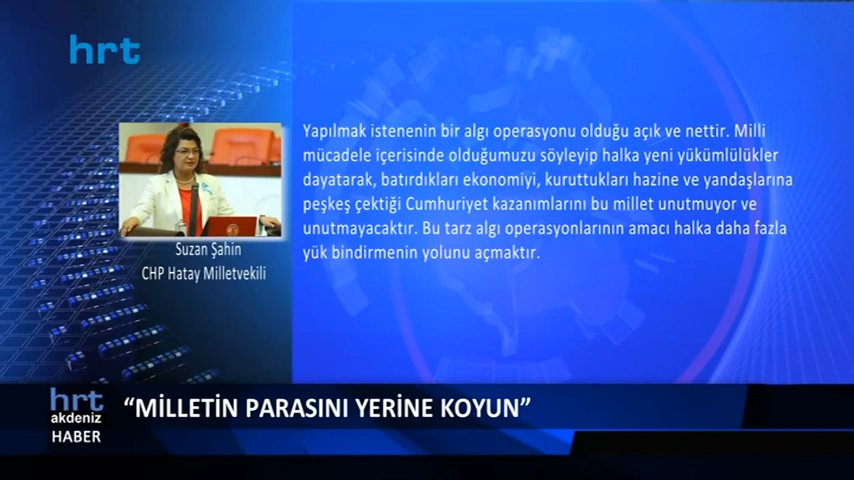 hrt
Yapılmak istenenin bir algı operasyonu olduğu açık ve nettir. Milli
mücadele içerisinde olduğumuzu söyleyip halka yeni yükümlülükler
dayatarak, batırdıkları ekonomiyi, kuruttukları hazine ve yandaşlarına
peşkeş çektiği Cumhuriyet kazanımlarını bu millet unutmuyor ve
unutmayacaktır. Bu tarz algı operasyonlarının amacı halka daha fazla
yük bindirmenin yolunu açmaktır.
Suzan Şahin
CHP Hatay Milletvekili
hrt
akdeniz
HABER
“MİLLETİN PARASINI YERİNE KOYUN”